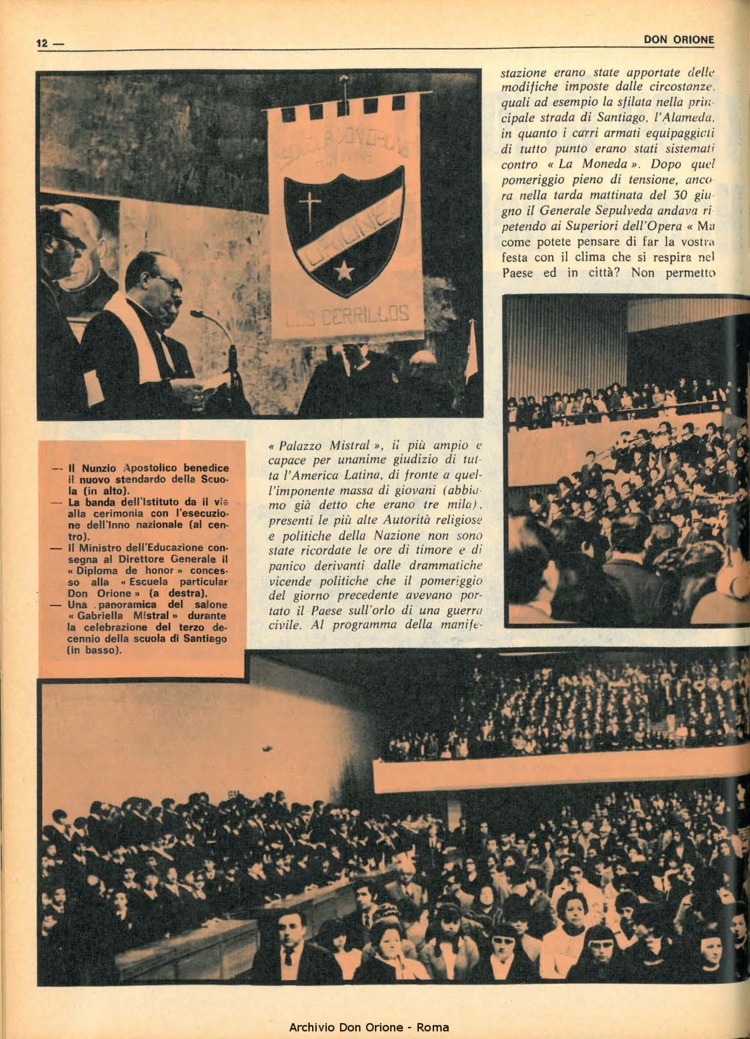 12 —
DON ORIONE
ESCUELA DON ORIONE
ORIONE
LOS CERRILLOS
— Il Nunzio Apostolico benedice
il nuovo stendardo della Scuo-
la (in alto).
— La banda dell'Istituto da il via
alla cerimonia con l'esecuzio-
ne dell'Inno nazionale (al cen-
tro).
— Il Ministro dell'Educazione con-
segna al Direttore Generale il
« Diploma de honor » conces-
so alla « Escuela particular
Don Orione » (a destra).
— Una panoramica del salone
« Gabriella Mistral » durante
la celebrazione del terzo de-
cennio della scuola di Santiago
(in basso).
« Palazzo Mistral », il più ampio e
capace per unanime giudizio di tut-
ta l'America Latina, di fronte a quel-
l'imponente massa di giovani (abbia-
mo già detto che erano tre mila),
presenti le più alte Autorità religiose
e politiche della Nazione non sono
state ricordate le ore di timore e di
panico derivanti dalle drammatiche
vicende politiche che il pomeriggio
del giorno precedente avevano por-
tato il Paese sull'orlo di una guerra
civile. Al programma della manife-
stazione erano state apportate delle
modifiche imposte dalle circostanze,
quali ad esempio la sfilata nella prin-
cipale strada di Santiago, l'Alameda,
in quanto i carri armati equipaggiati
di tutto punto erano stati sistemati
contro « La Moneda ». Dopo quel
pomeriggio pieno di tensione, anco-
ra nella tarda mattinata del 30 giu-
gno il Generale Sepulveda andava ri-
petendo ai Superiori dell'Opera « Ma
come potete pensare di far la vostra
festa con il clima che si respira nel
Paese ed in città? Non permetto
Archivio Don Orione - Roma